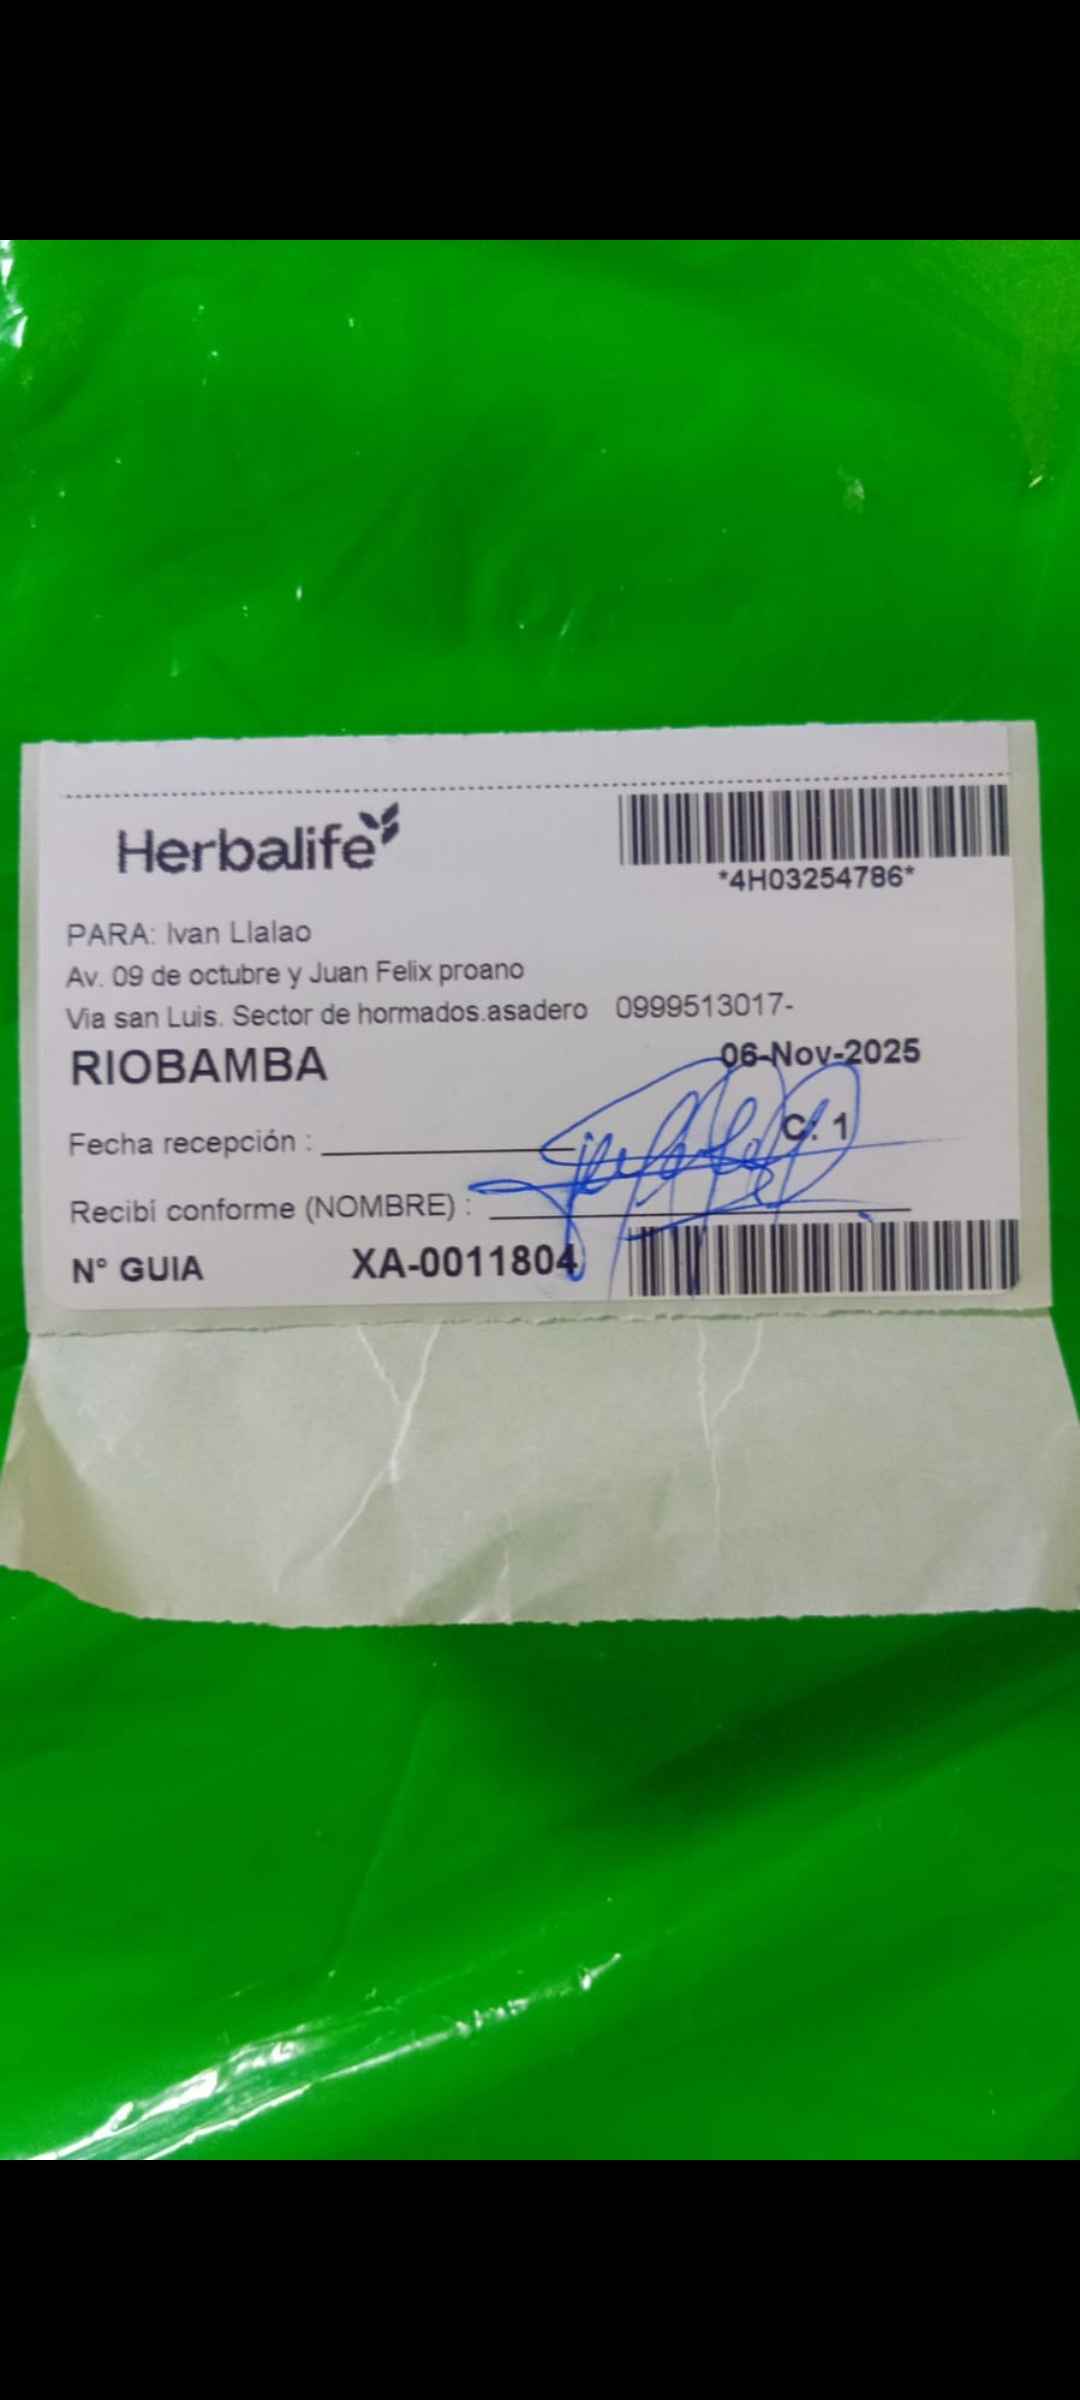 Herbalife
*4H03254786*
PARA: Ivan Llalao
Av. 09 de octubre y Juan Felix proano
Via san Luis. Sector de hormados.asadero 0999513017-
RIOBAMBA 06-Nov-2025
C: 1
Fecha recepción :
Recibí conforme (NOMBRE) :
N° GUIA XA-0011804